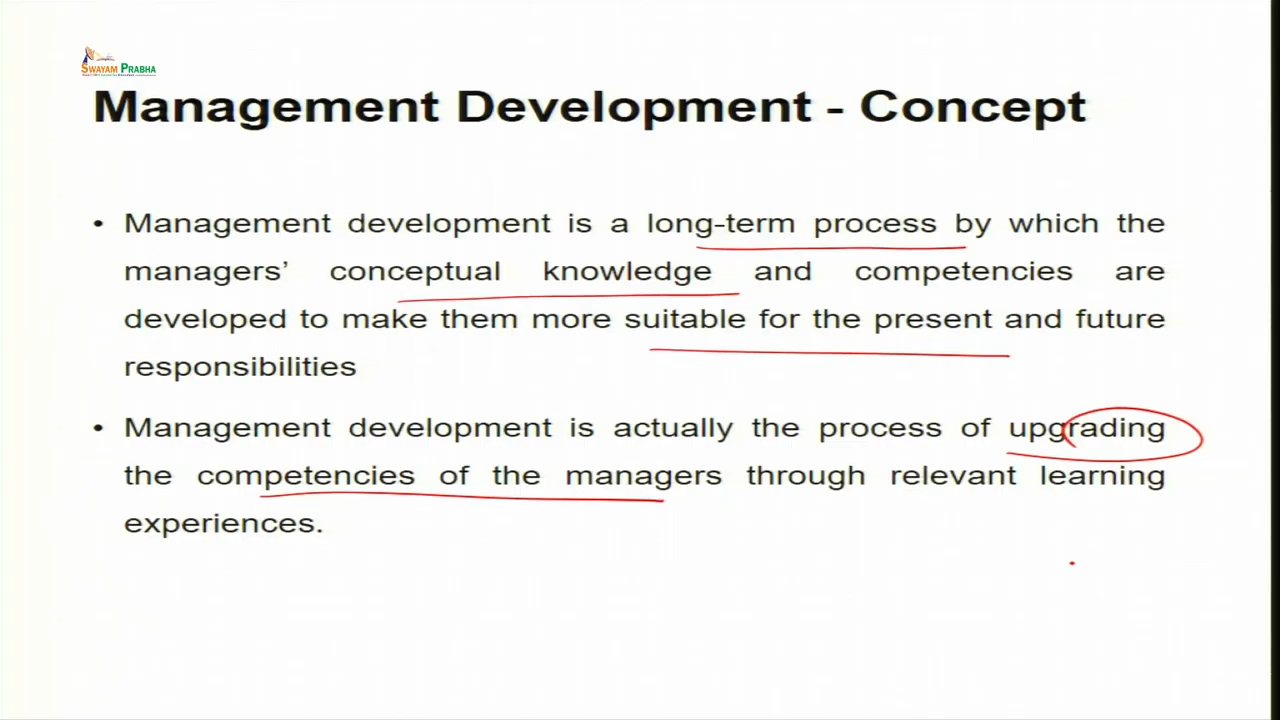 SWAYAM PRABHA
Management Development - Concept
• Management development is a long-term process by which the
managers’ conceptual knowledge and competencies are
developed to make them more suitable for the present and future
responsibilities
• Management development is actually the process of upgrading
the competencies of the managers through relevant learning
experiences.